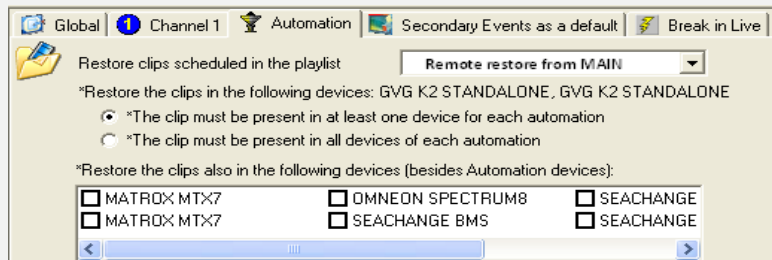 Global 1 Channel 1 Automation Secondary Events as a default Break in Live
Restore clips scheduled in the playlist Remote restore from MAIN
*Restore the clips in the following devices: GVG K2 STANDALONE, GVG K2 STANDALONE
*The clip must be present in at least one device for each automation
*The clip must be present in all devices of each automation
*Restore the clips also in the following devices (besides Automation devices):
MATROX MTX7 OMNEON SPECTRUM8 SEACHANGE
MATROX MTX7 SEACHANGE BMS SEACHANGE